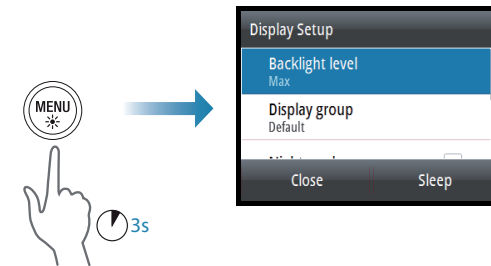 Display Setup
Backlight level
Max
MENU
Display group
Default
Close
Sleep
3s